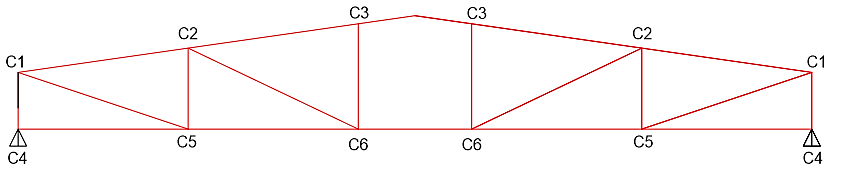 C3 C3
C2 C2
C1 C1
C5 C6 C6 C5
C4 C4